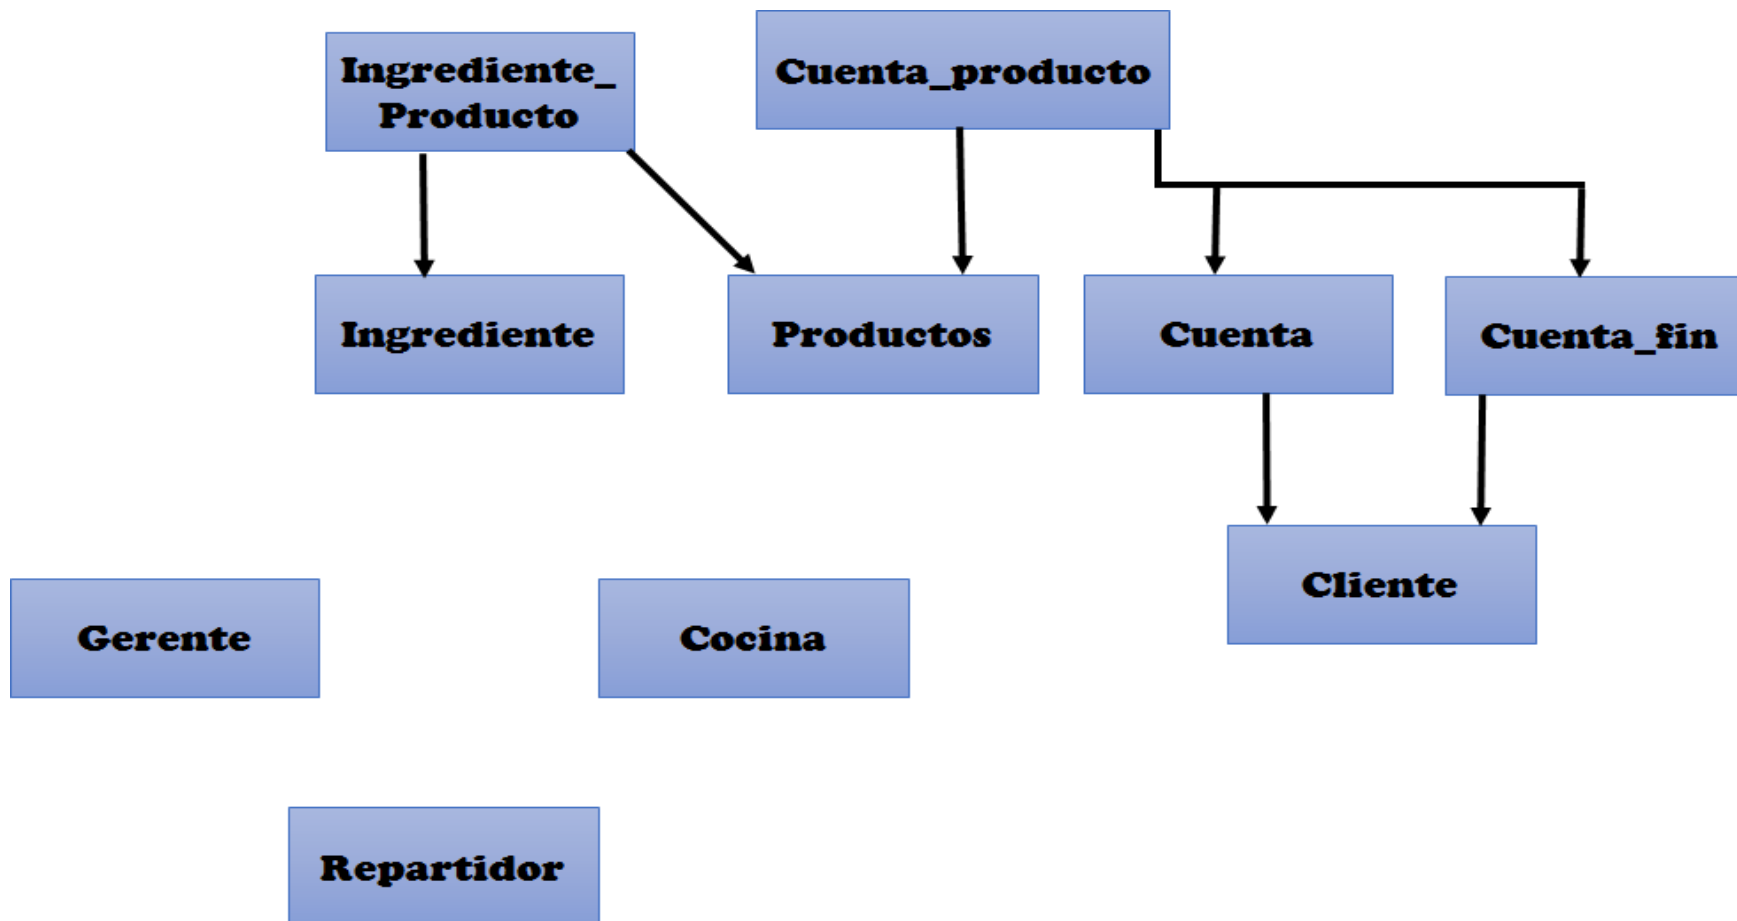 Ingrediente_
Producto
Cuenta_producto
Ingrediente
Productos
Cuenta
Cuenta_fin
Gerente
Cocina
Cliente
Repartidor